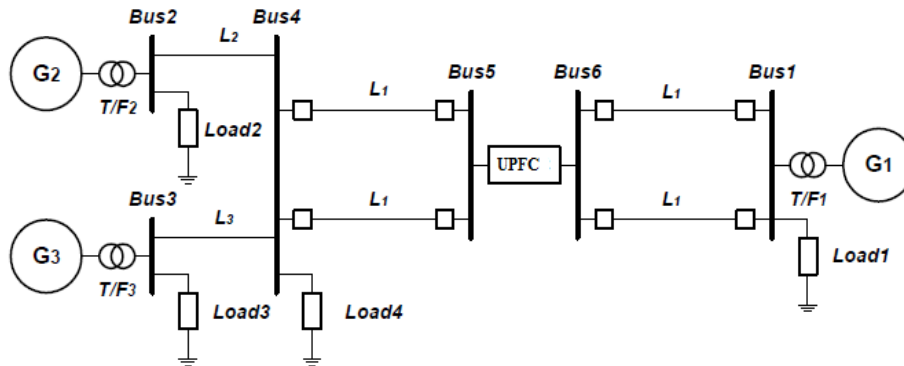 Bus2
Bus4
L2
G2
T/F2
Load2
Bus5
Bus6
Bus1
L1
L1
UPFC
G1
T/F1
Bus3
L3
L1
L1
G3
T/F3
Load3
Load4
Load1